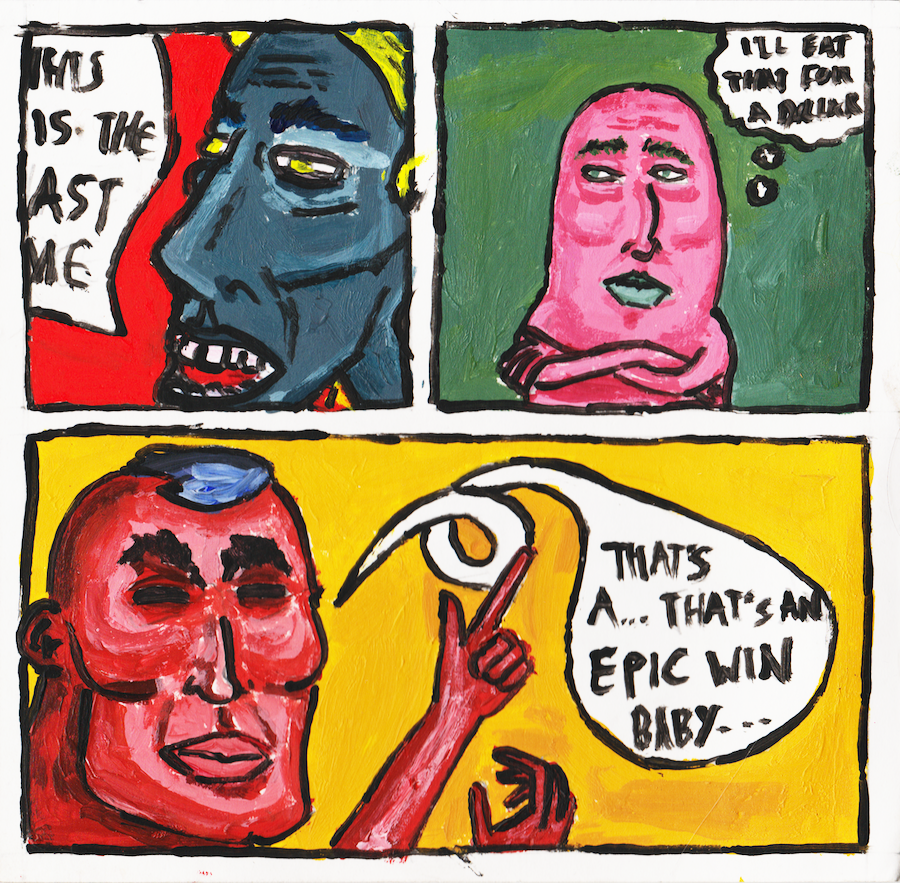 THIS
IS THE
AST
ME
I'LL EAT
THAT FOR
A DOLLAR
THAT'S
A... THAT'S AN
EPIC WIN
BABY...